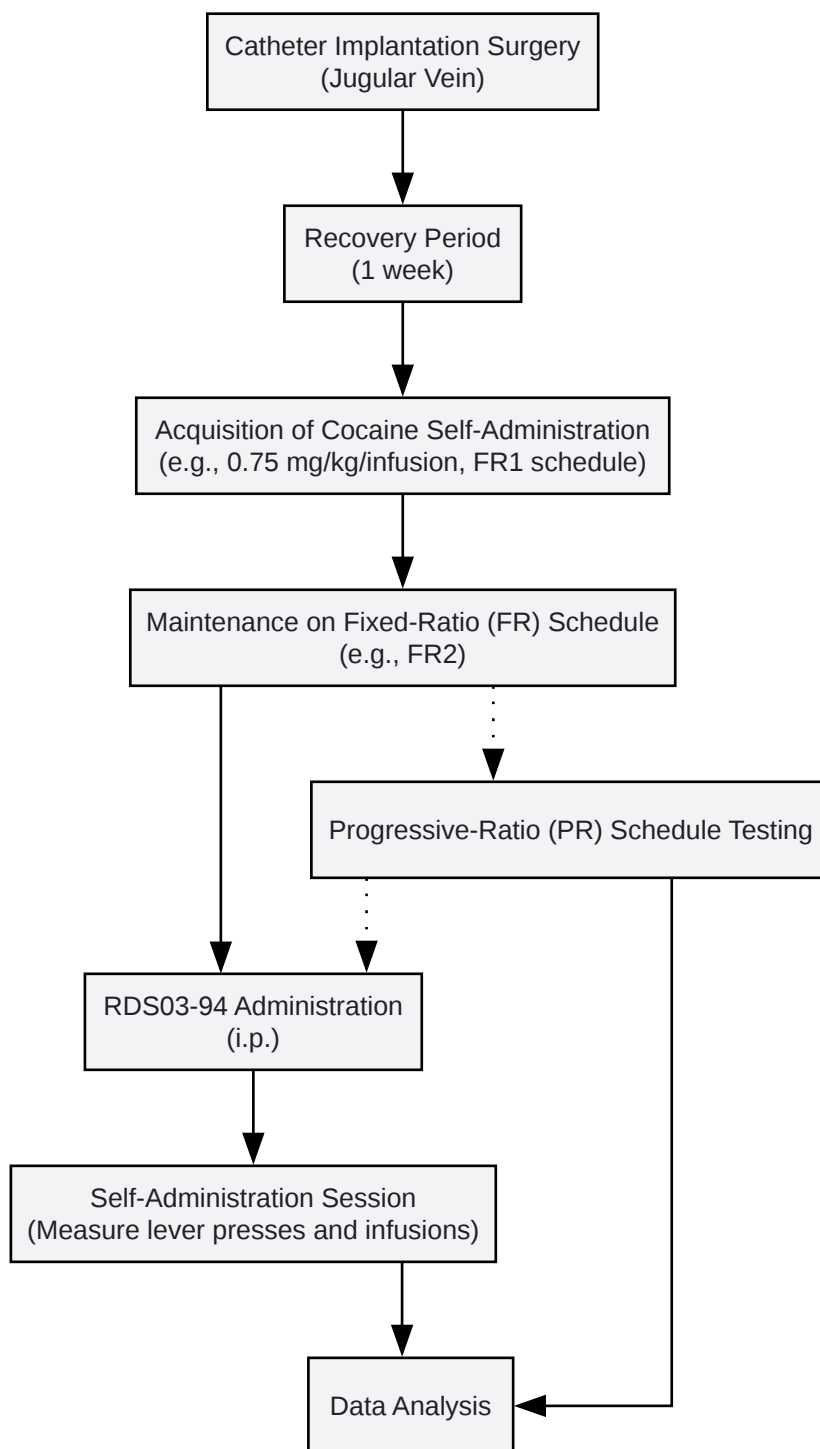 Catheter Implantation Surgery
(Jugular Vein)
Recovery Period
(1 week)
Acquisition of Cocaine Self-Administration
(e.g., 0.75 mg/kg/infusion, FR1 schedule)
Maintenance on Fixed-Ratio (FR) Schedule
(e.g., FR2)
Progressive-Ratio (PR) Schedule Testing
RDS03-94 Administration
(i.p.)
Self-Administration Session
(Measure lever presses and infusions)
Data Analysis